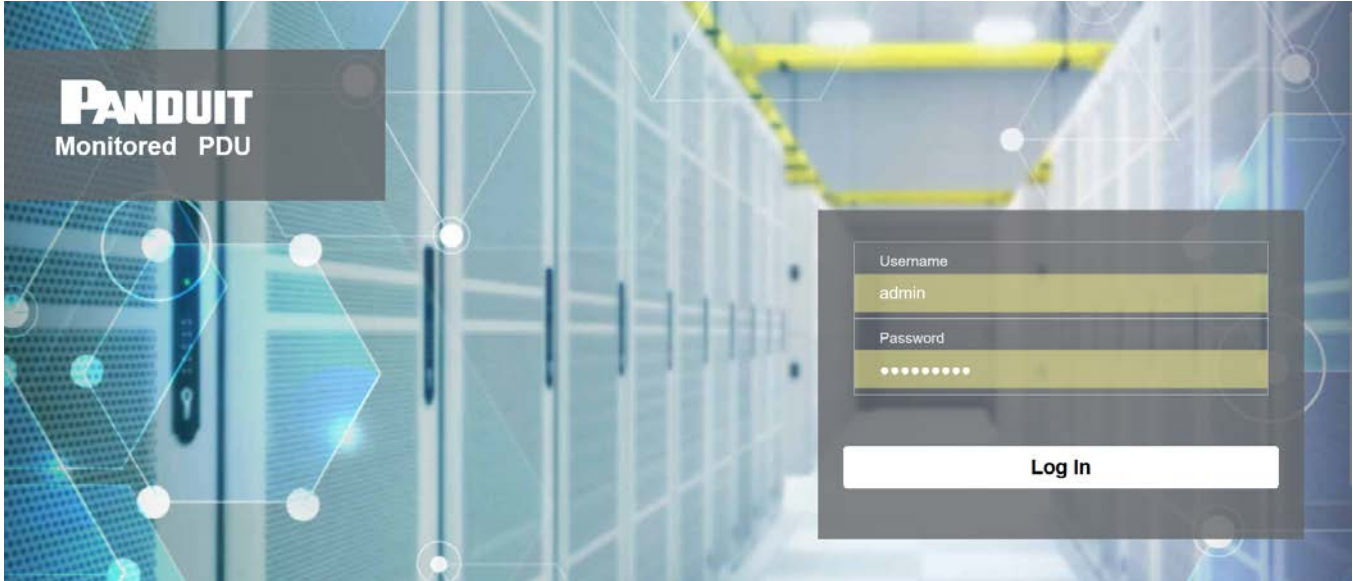 PANDUIT
Monitored PDU
Username
admin
Password
●●●●●●●●●
Log In